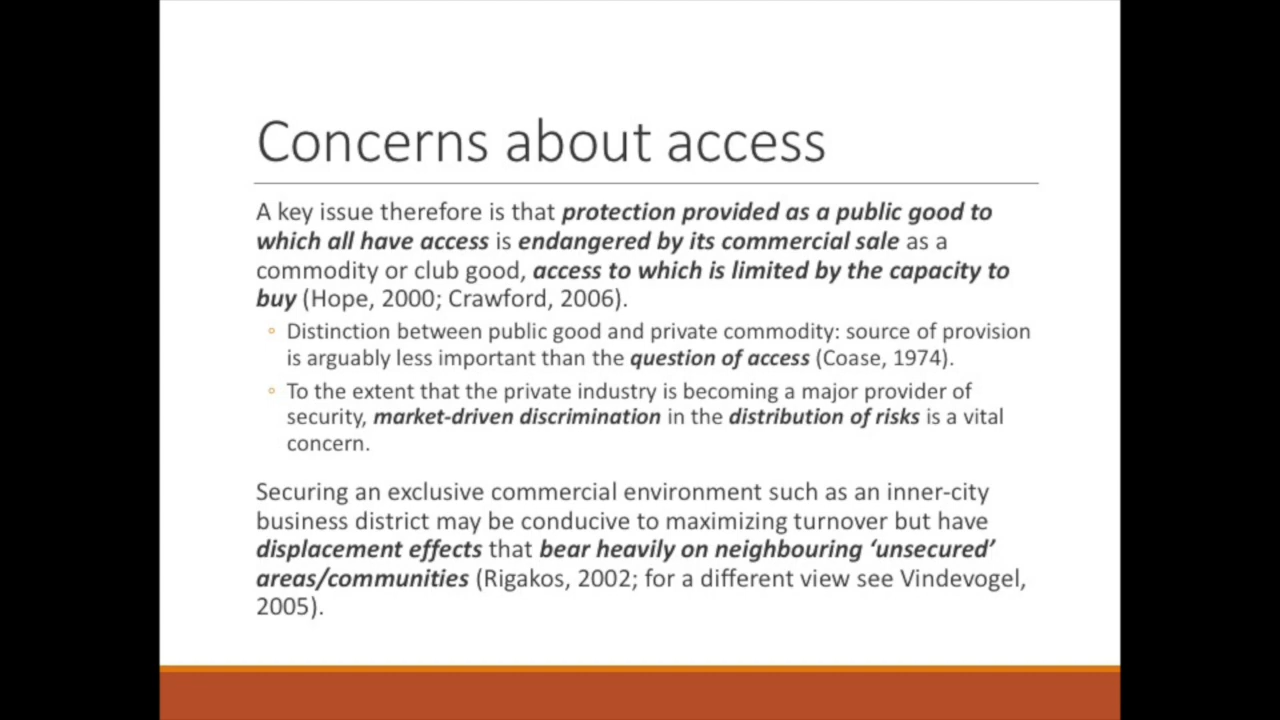 Concerns about access
A key issue therefore is that protection provided as a public good to
which all have access is endangered by its commercial sale as a
commodity or club good, access to which is limited by the capacity to
buy (Hope, 2000; Crawford, 2006).
◦ Distinction between public good and private commodity: source of provision
is arguably less important than the question of access (Coase, 1974).
◦ To the extent that the private industry is becoming a major provider of
security, market-driven discrimination in the distribution of risks is a vital
concern.
Securing an exclusive commercial environment such as an inner-city
business district may be conducive to maximizing turnover but have
displacement effects that bear heavily on neighbouring ‘unsecured’
areas/communities (Rigakos, 2002; for a different view see Vindevogel,
2005).